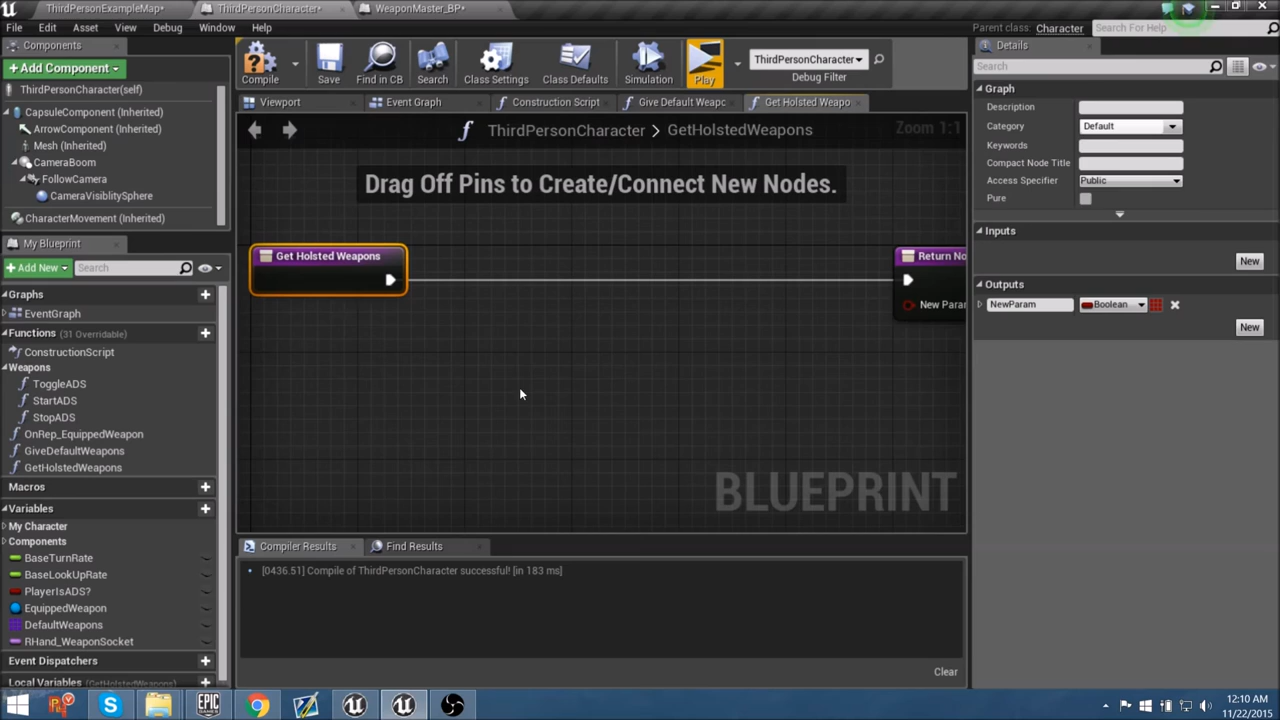 ThirdPersonExampleMap*
ThirdPersonCharacter*
WeaponMaster_BP*
File
Edit
Asset
View
Debug
Window
Help
Parent class:
Character
Search For Help
Components
+Add Component
ThirdPersonCharacter(self)
CapsuleComponent (Inherited)
ArrowComponent (Inherited)
Mesh (Inherited)
CameraBoom
FollowCamera
CameraVisiblitySphere
CharacterMovement (Inherited)
My Blueprint
+Add New
Search
Graphs
EventGraph
Functions (31 Overridable)
ConstructionScript
Weapons
ToggleADS
StartADS
StopADS
OnRep_EquippedWeapon
GiveDefaultWeapons
GetHolstedWeapons
Macros
Variables
My Character
Components
BaseTurnRate
BaseLookUpRate
PlayerIsADS?
EquippedWeapon
DefaultWeapons
RHand_WeaponSocket
Event Dispatchers
Local Variables (GetHolstedWeapons)
Compile
Save
Find in CB
Search
Class Settings
Class Defaults
Simulation
Play
ThirdPersonCharacter
Debug Filter
Viewport
Event Graph
Construction Script
Give Default Weapc
Get Holsted Weapo
ThirdPersonCharacter > GetHolstedWeapons
Zoom 1:1
Drag Off Pins to Create/Connect New Nodes.
Get Holsted Weapons
Return No
New Param
BLUEPRINT
Compiler Results
Find Results
[0436.51] Compile of ThirdPersonCharacter successful! [in 183 ms]
Clear
Details
Search
Graph
Description
Category
Default
Keywords
Compact Node Title
Access Specifier
Public
Pure
Inputs
New
Outputs
NewParam
Boolean
New
EPIC
GAMES
12:10 AM
11/22/2015